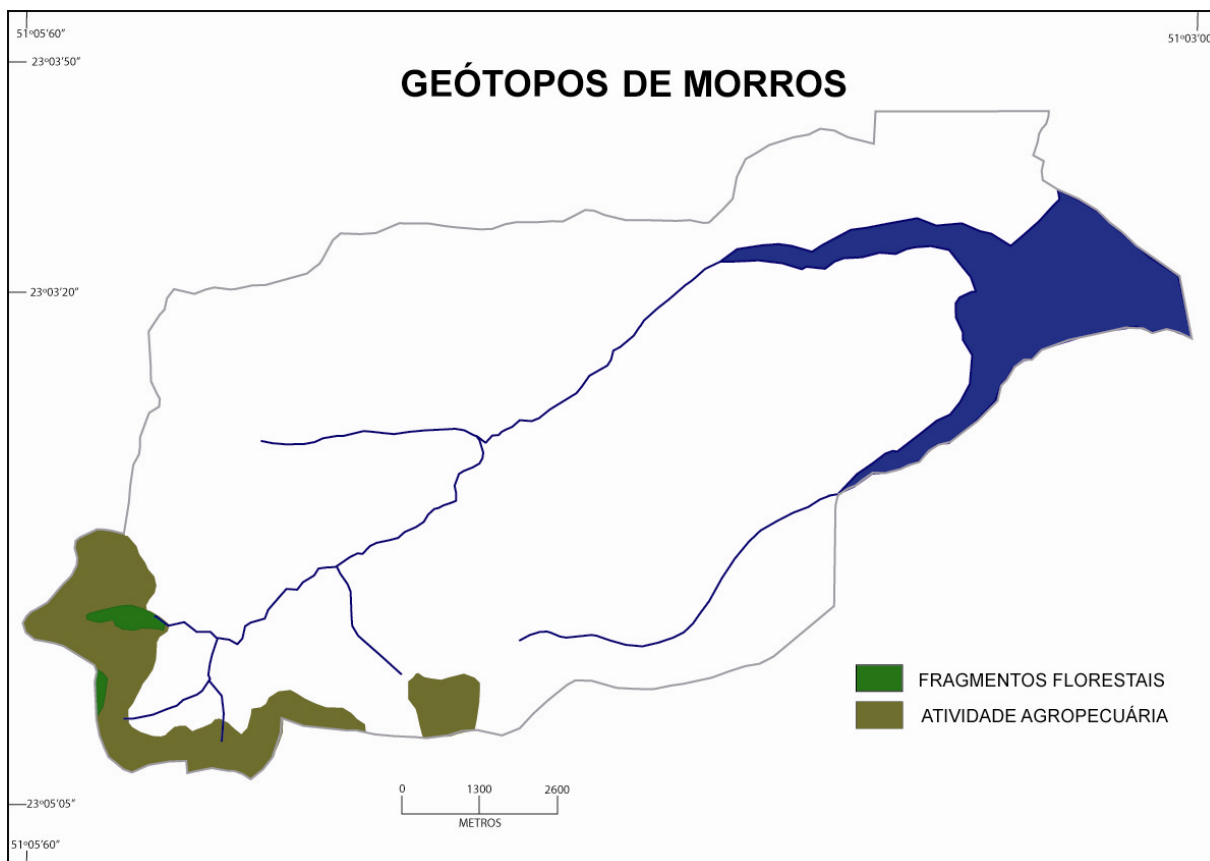 51º05'60"
51º03'00
23º03'50"
GEÓTOPOS DE MORROS
23º03'20"
FRAGMENTOS FLORESTAIS
ATIVIDADE AGROPECUÁRIA
0 1300 2600
METROS
23º05'05"
51º05'60"